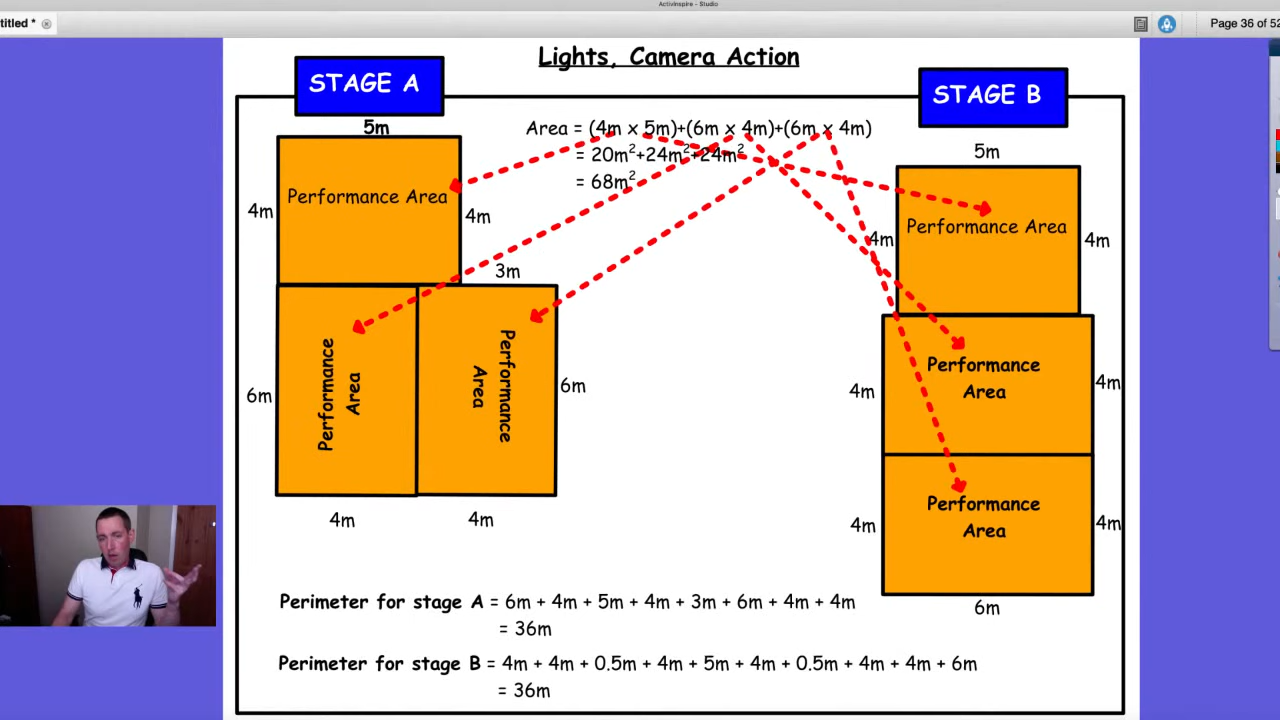 ActivInspire - Studio
titled *
Page 36 of 52
Lights, Camera Action
STAGE A
STAGE B
5m
Area = (4m x 5m)+(6m x 4m)+(6m x 4m)
= 20m²+24m²+24m²
= 68m²
5m
Performance Area
4m
4m
3m
Performance Area
4m
4m
6m
Performance
Area
Performance
Area
6m
4m
4m
4m
Performance
Area
4m
4m
Performance
Area
4m
6m
Perimeter for stage A = 6m + 4m + 5m + 4m + 3m + 6m + 4m + 4m
= 36m
Perimeter for stage B = 4m + 4m + 0.5m + 4m + 5m + 4m + 0.5m + 4m + 4m + 6m
= 36m